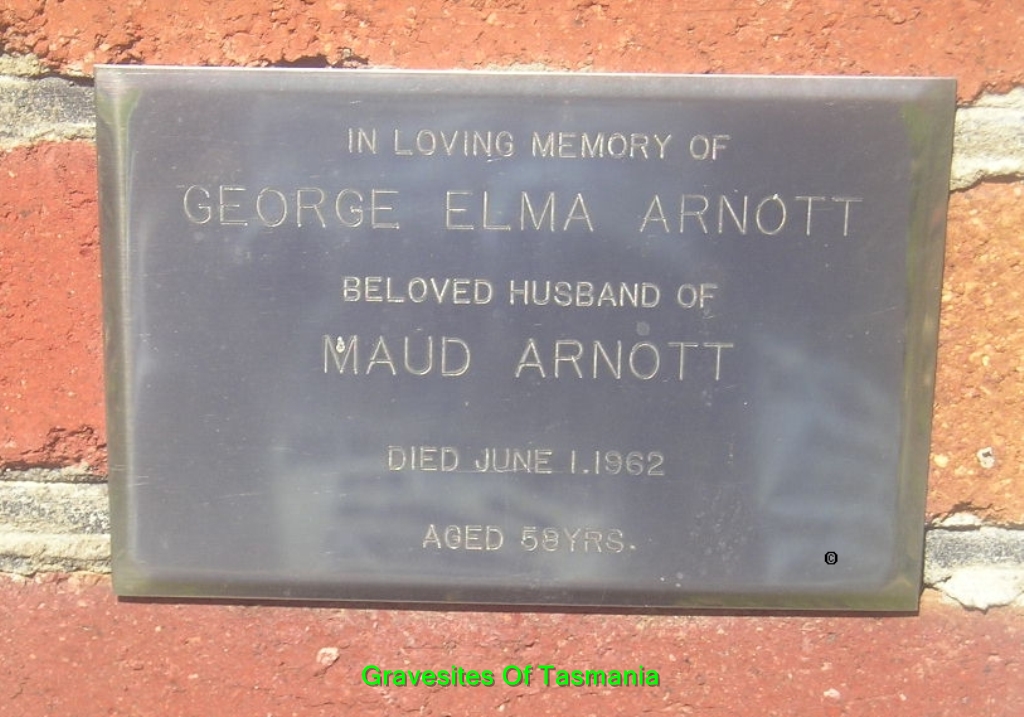 IN LOVING MEMORY OF
GEORGE ELMA ARNOTT
BELOVED HUSBAND OF
MAUD ARNOTT
DIED JUNE 1.1962
AGED 58YRS.
©
Gravesites Of Tasmania